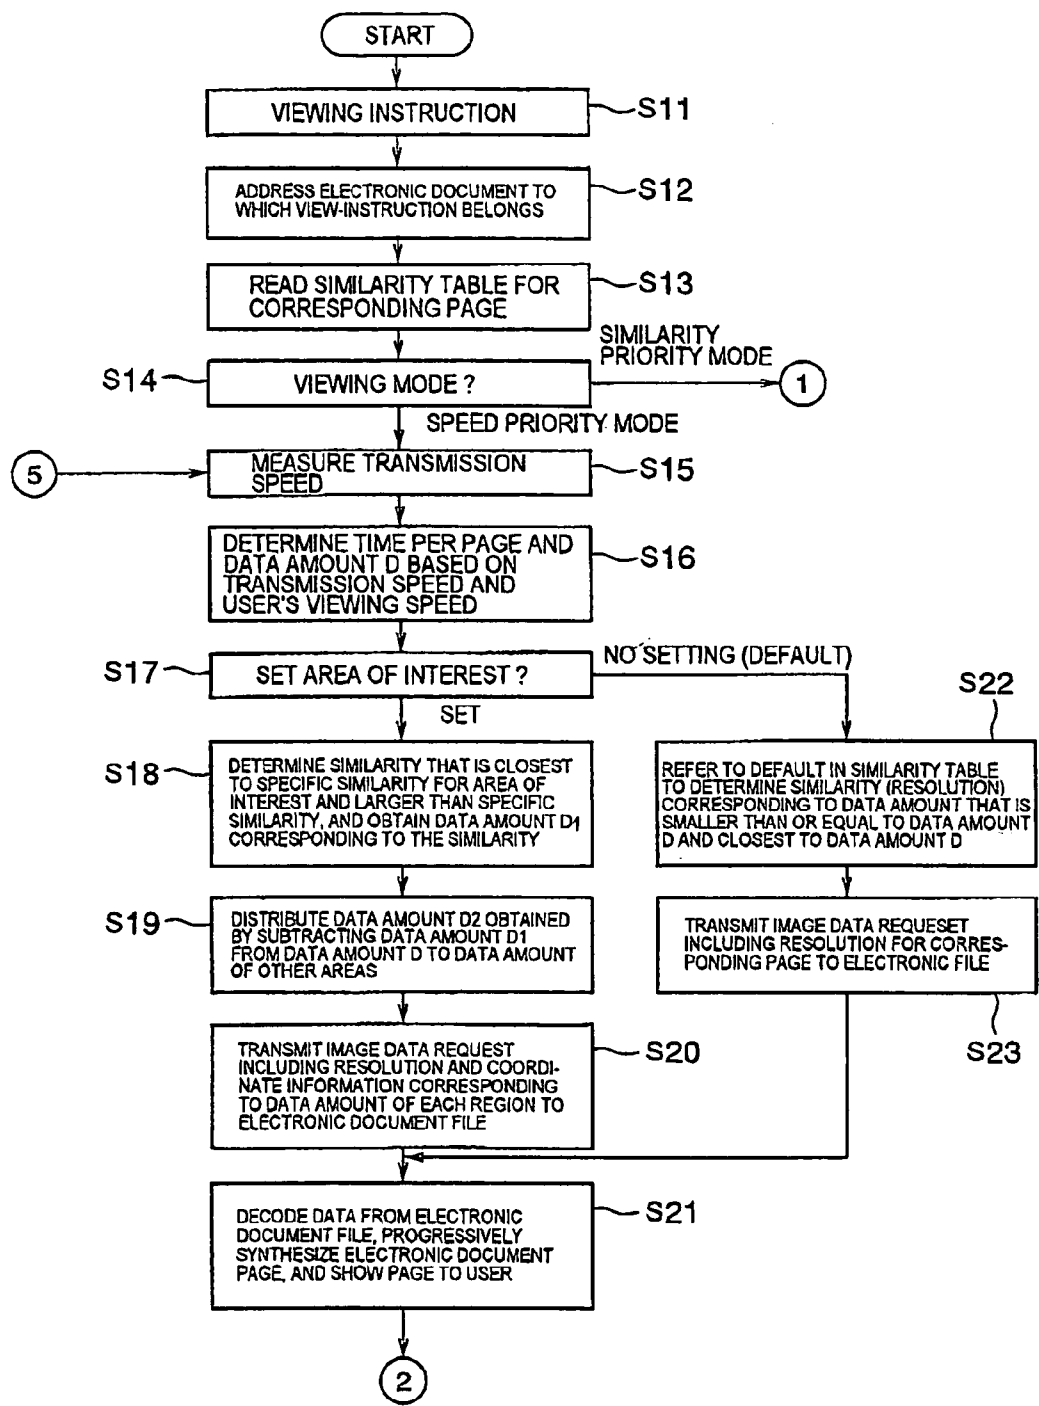 START
VIEWING INSTRUCTION
S11
ADDRESS ELECTRONIC DOCUMENT TO
WHICH VIEW-INSTRUCTION BELONGS
S12
READ SIMILARITY TABLE FOR
CORRESPONDING PAGE
S13
SIMILARITY
PRIORITY MODE
S14
VIEWING MODE ?
1
SPEED PRIORITY MODE
5
MEASURE TRANSMISSION
SPEED
S15
DETERMINE TIME PER PAGE AND
DATA AMOUNT D BASED ON
TRANSMISSION SPEED AND
USER'S VIEWING SPEED
S16
S17
SET AREA OF INTEREST ?
NO SETTING (DEFAULT)
SET
S22
S18
DETERMINE SIMILARITY THAT IS CLOSEST
TO SPECIFIC SIMILARITY FOR AREA OF
INTEREST AND LARGER THAN SPECIFIC
SIMILARITY, AND OBTAIN DATA AMOUNT D1
CORRESPONDING TO THE SIMILARITY
REFER TO DEFAULT IN SIMILARITY TABLE
TO DETERMINE SIMILARITY (RESOLUTION)
CORRESPONDING TO DATA AMOUNT THAT IS
SMALLER THAN OR EQUAL TO DATA AMOUNT
D AND CLOSEST TO DATA AMOUNT D
S19
DISTRIBUTE DATA AMOUNT D2 OBTAINED
BY SUBTRACTING DATA AMOUNT D1
FROM DATA AMOUNT D TO DATA AMOUNT
OF OTHER AREAS
TRANSMIT IMAGE DATA REQUESET
INCLUDING RESOLUTION FOR CORRES-
PONDING PAGE TO ELECTRONIC FILE
S23
TRANSMIT IMAGE DATA REQUEST
INCLUDING RESOLUTION AND COORDI-
NATE INFORMATION CORRESPONDING
TO DATA AMOUNT OF EACH REGION TO
ELECTRONIC DOCUMENT FILE
S20
DECODE DATA FROM ELECTRONIC
DOCUMENT FILE, PROGRESSIVELY
SYNTHESIZE ELECTRONIC DOCUMENT
PAGE, AND SHOW PAGE TO USER
S21
2